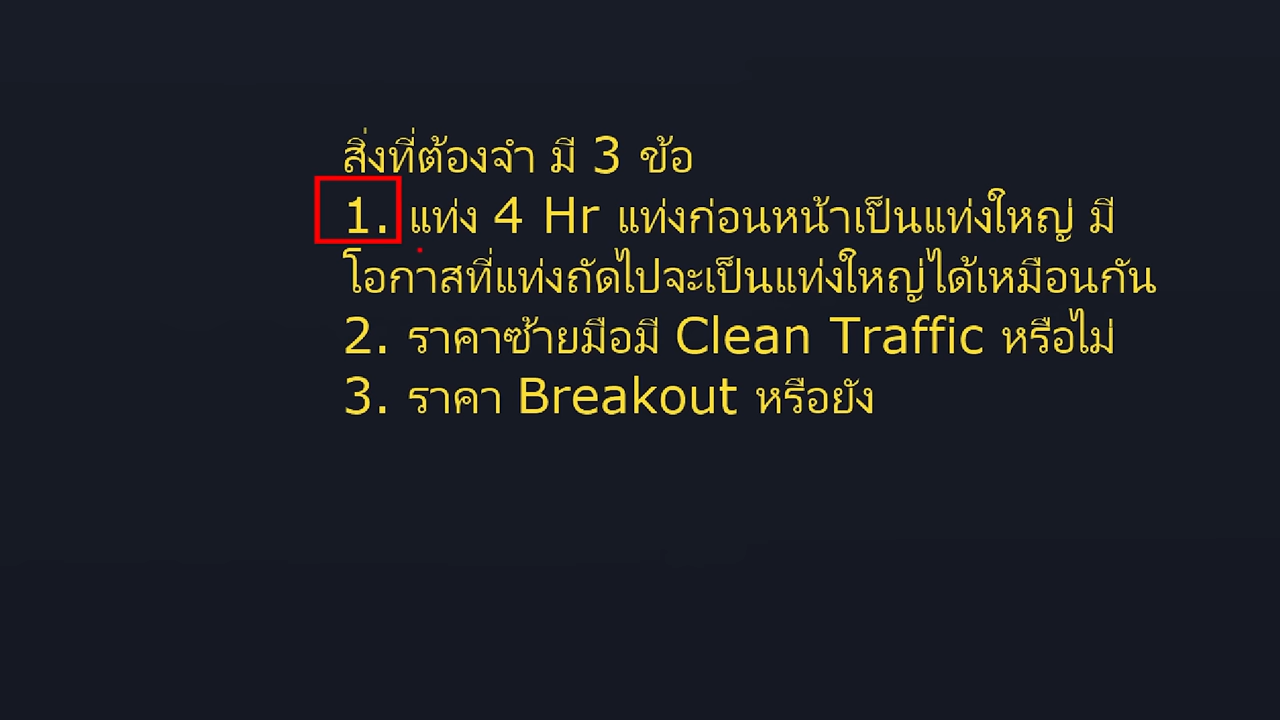 สิ่งที่ต้องจำ มี 3 ข้อ
1. แท่ง 4 Hr แท่งก่อนหน้าเป็นแท่งใหญ่ มี
โอกาสที่แท่งถัดไปจะเป็นแท่งใหญ่ได้เหมือนกัน
2. ราคาซ้ายมือมี Clean Traffic หรือไม่
3. ราคา Breakout หรือยัง